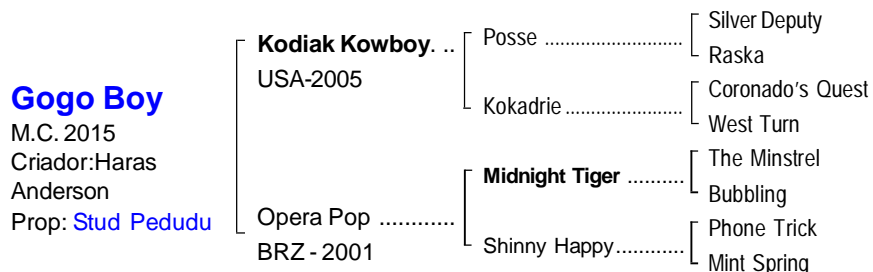 Gogo Boy
M.C. 2015
Criador:Haras
Anderson
Prop: Stud Pedudu
Kodiak Kowboy. ..
USA-2005
Opera Pop ............
BRZ - 2001
Posse ..........................
Kokadrie ......................
Midnight Tiger ..........
Shinny Happy............
Silver Deputy
Raska
Coronado’s Quest
West Turn
The Minstrel
Bubbling
Phone Trick
Mint Spring